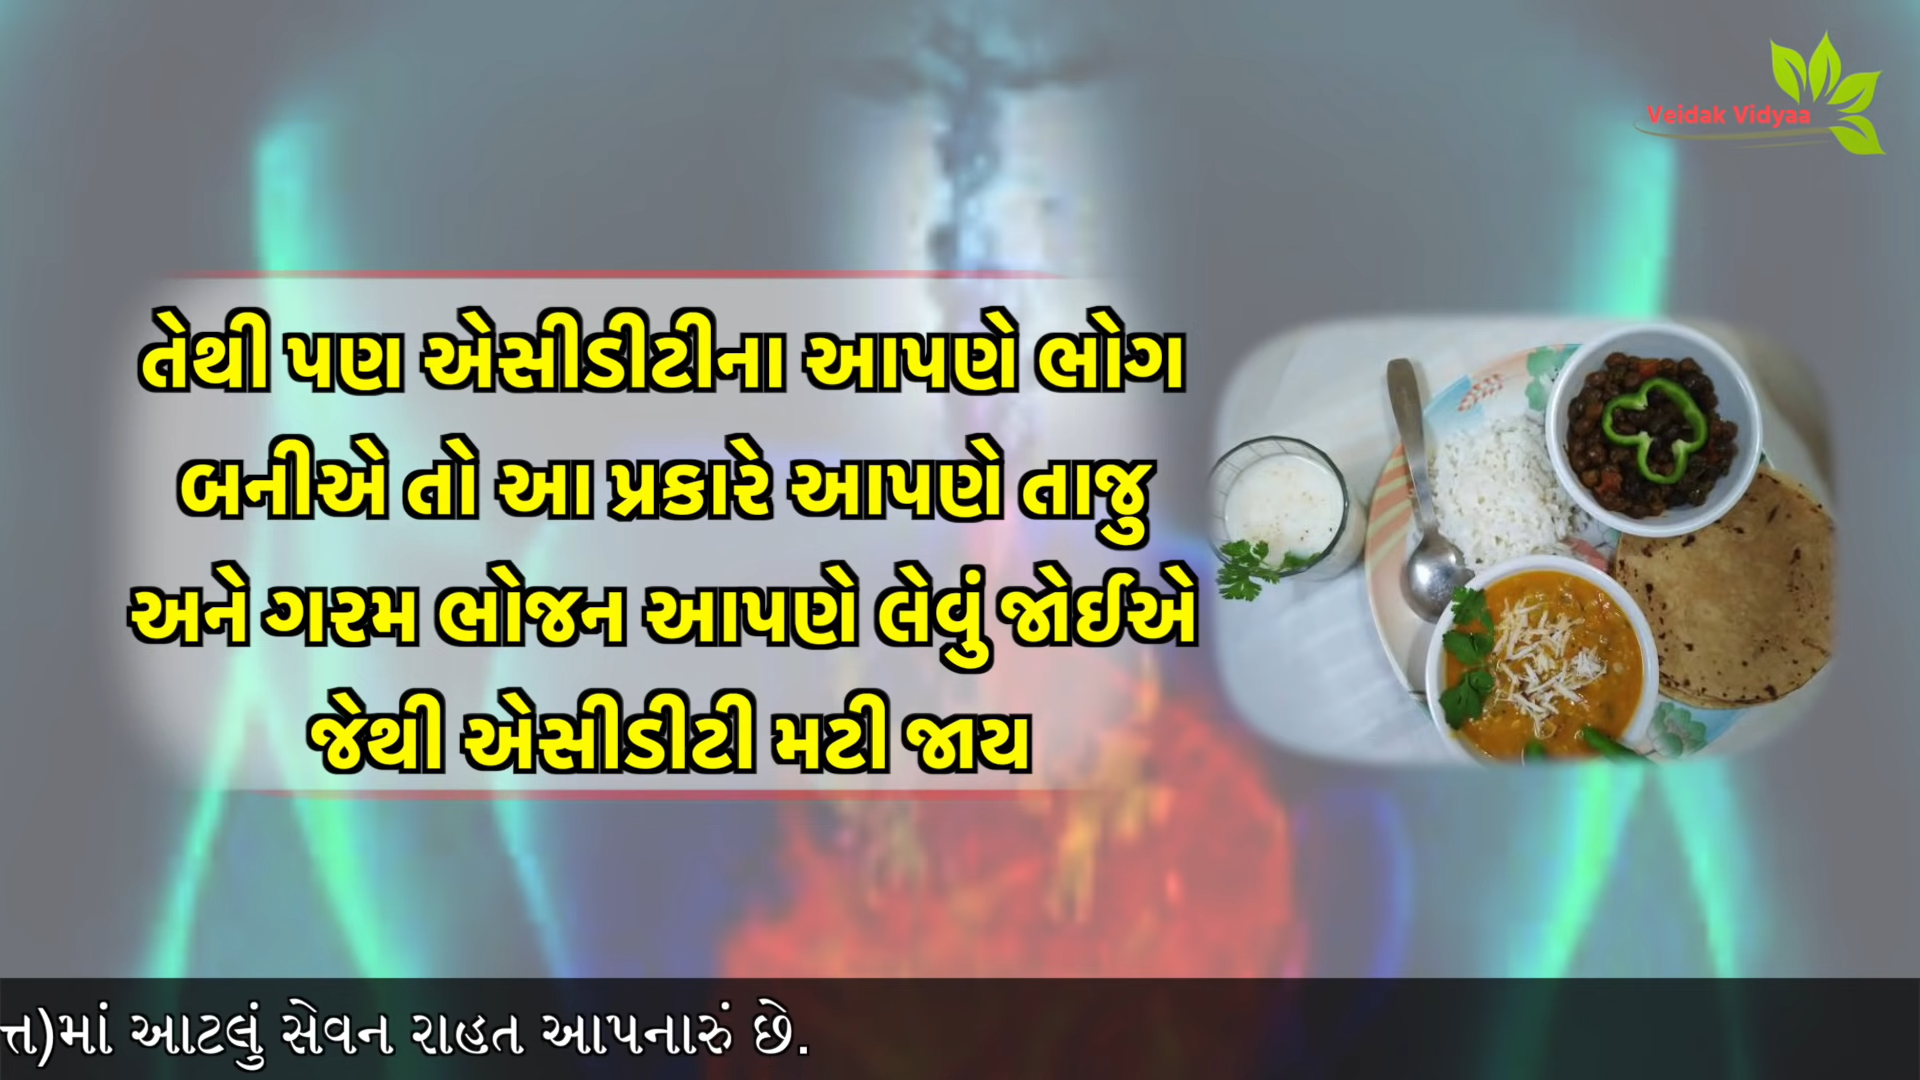 Veidak Vidyaa
તેથી પણ એસીડીટીના આપણે ભોગ
બનીએ તો આ પ્રકારે આપણે તાજુ
અને ગરમ ભોજન આપણે લેવું જોઈએ
જેથી એસીડીટી મટી જાય
ત્ત)માં આટલું સેવન રાહત આપનારું છે.